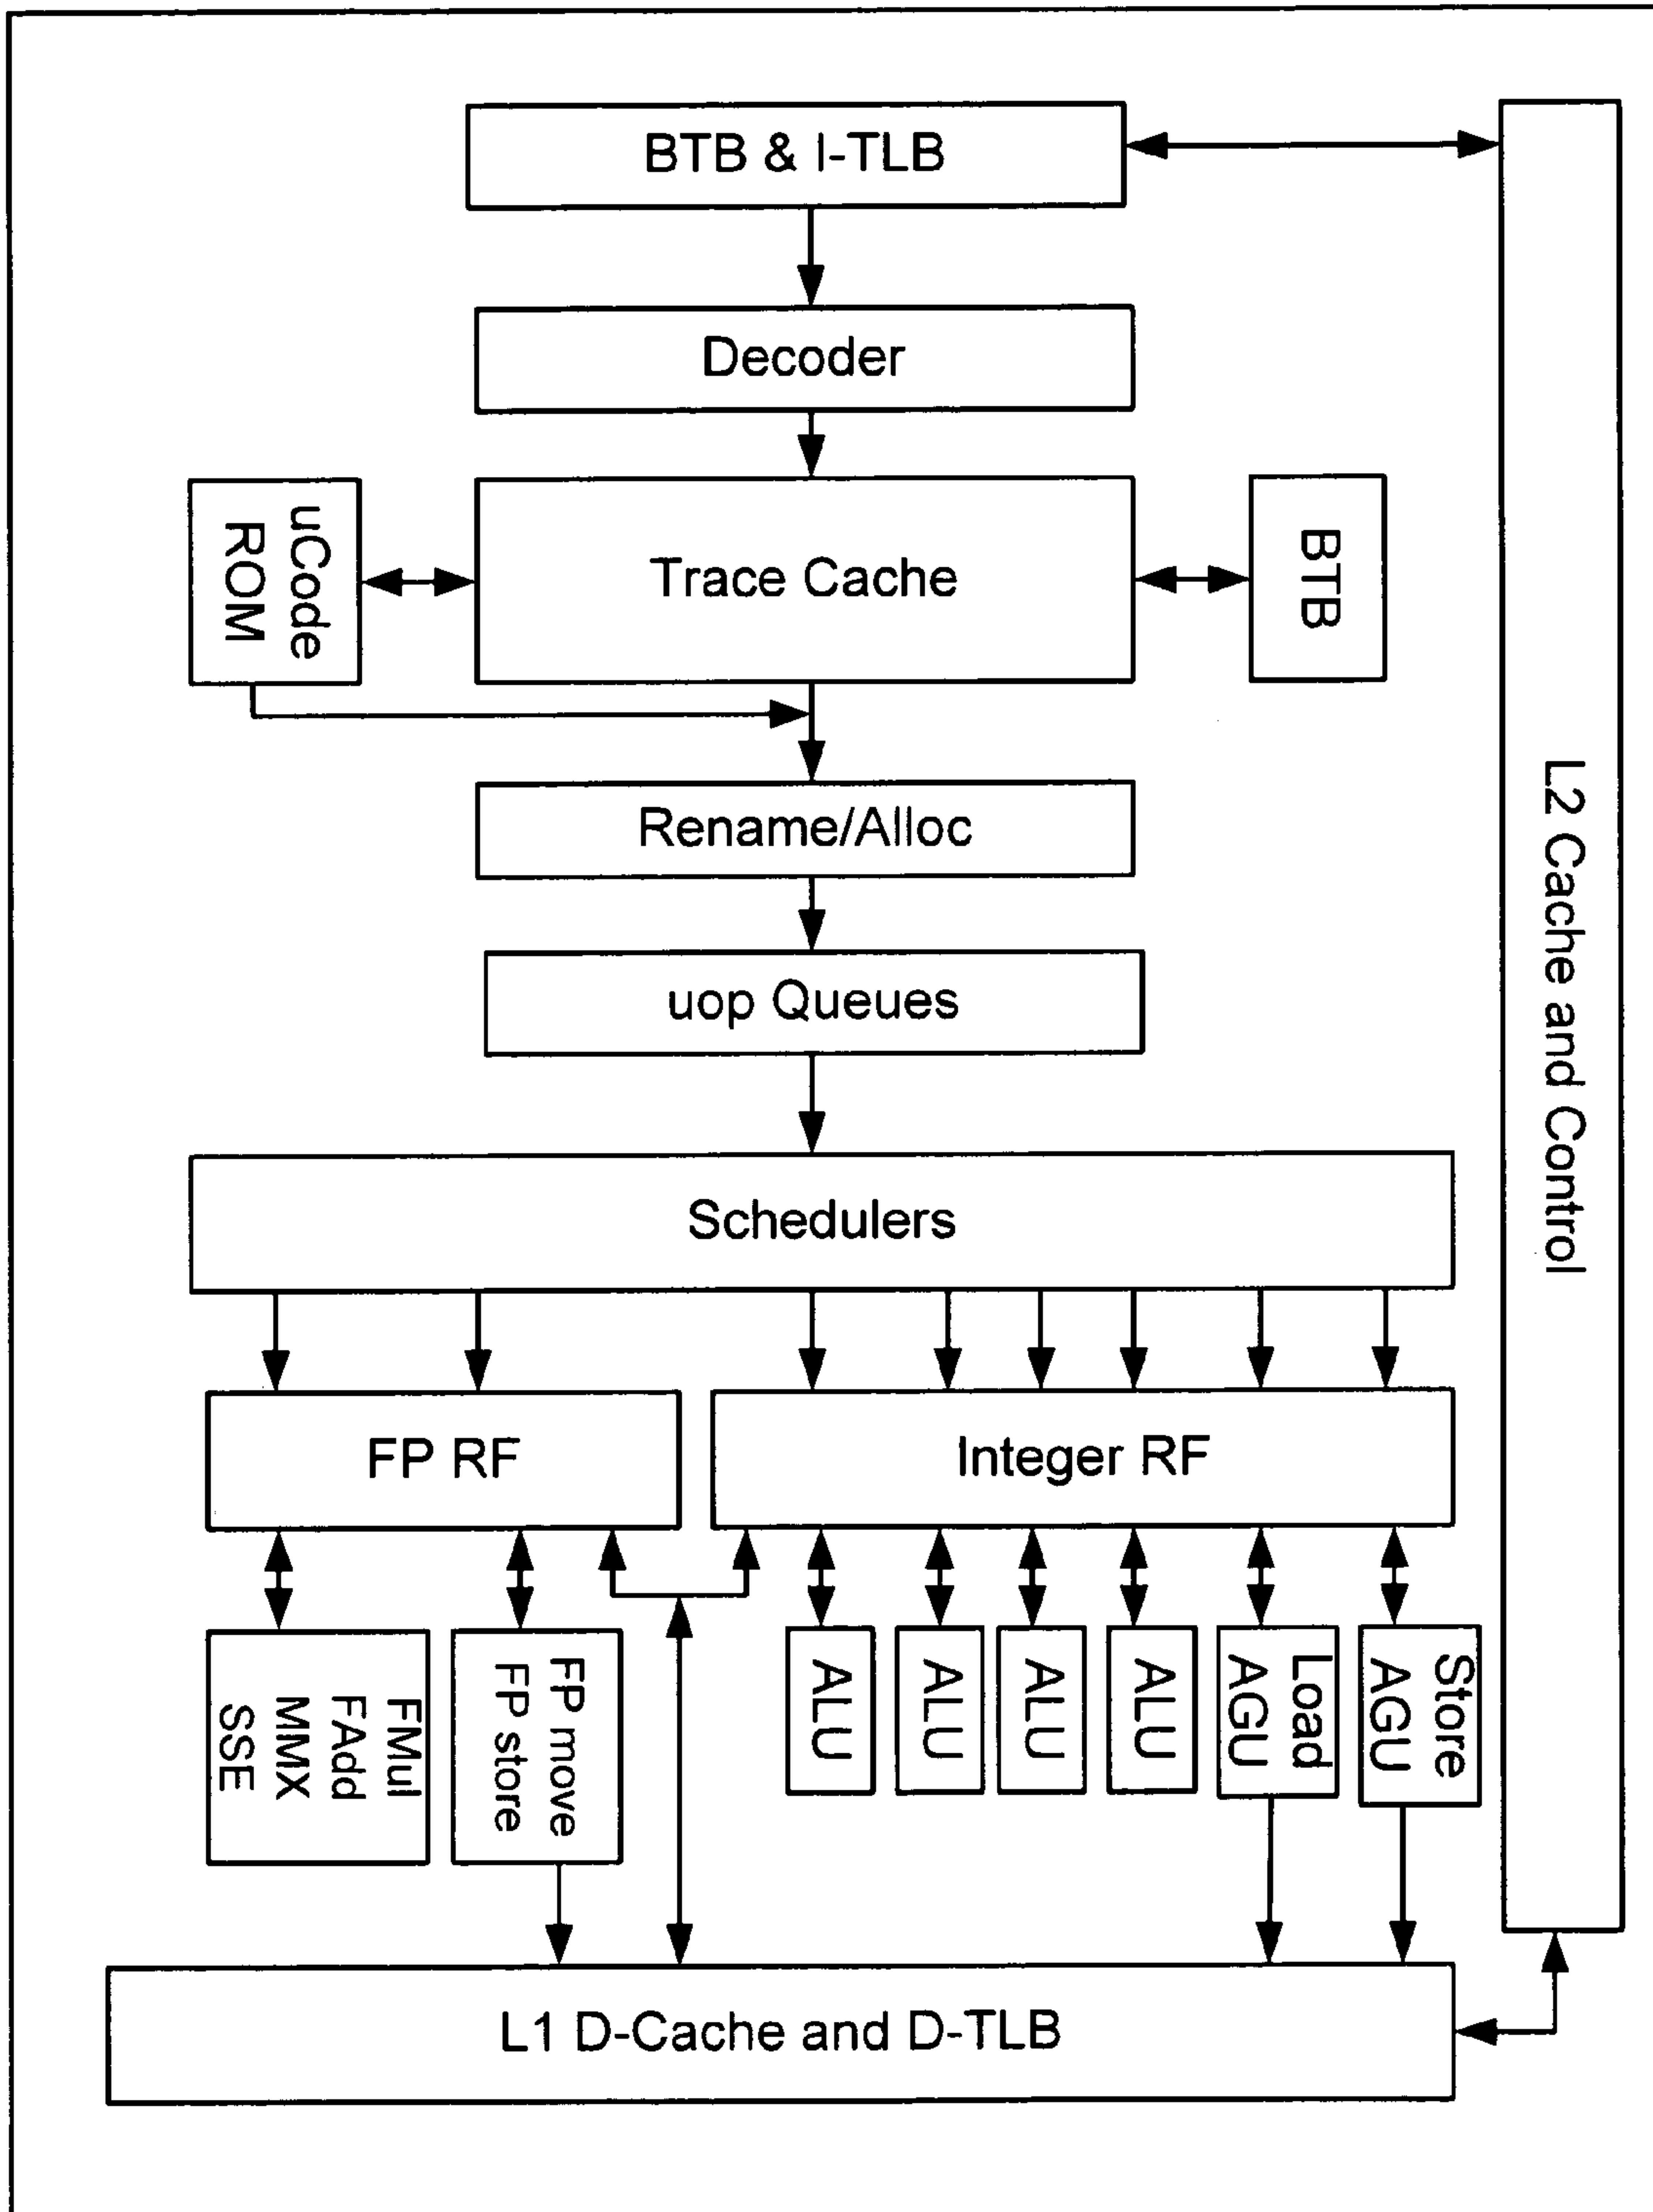 BTB & I-TLB
Decoder
uCode
ROM
Trace Cache
BTB
L2 Cache and Control
Rename/Alloc
uop Queues
Schedulers
FP RF
Integer RF
FMul
FAdd
MMX
SSE
FP move
FP store
ALU
ALU
ALU
ALU
Load
AGU
Store
AGU
L1 D-Cache and D-TLB